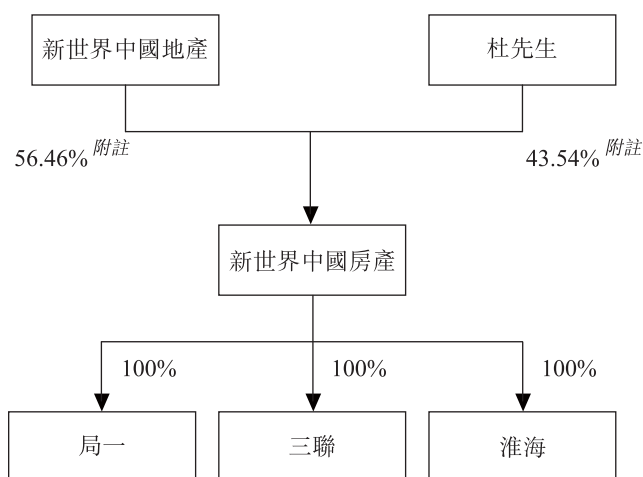 新世界中國地產
杜先生
56.46% 附註
43.54% 附註
新世界中國房產
100%
100%
100%
局一
三聯
淮海